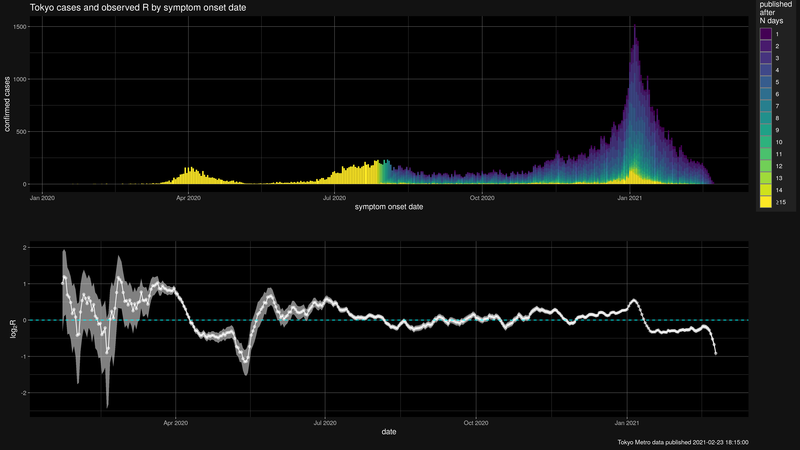 Tokyo cases and observed R by symptom onset date
published
after
N days
1
2
3
4
5
6
7
8
9
10
11
12
13
14
≥15
confirmed cases
1500
1000
500
0
Jan 2020
Apr 2020
Jul 2020
Oct 2020
Jan 2021
symptom onset date
log₂R
2
1
0
-1
-2
Apr 2020
Jul 2020
Oct 2020
Jan 2021
date
Tokyo Metro data published 2021-02-23 18:15:00